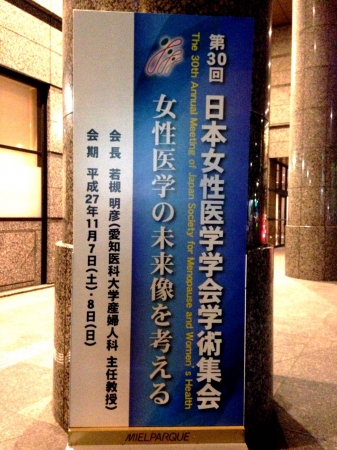 第30回 日本女性医学学会学術集会
The 30th Annual Meeting of Japan Society for Menopause and Women's Health
女性医学の未来像を考える
会長 若槻 明彦(愛知医科大学産婦人科 主任教授)
会期 平成27年11月7日(土)・8日(日)
MIELPARQUE